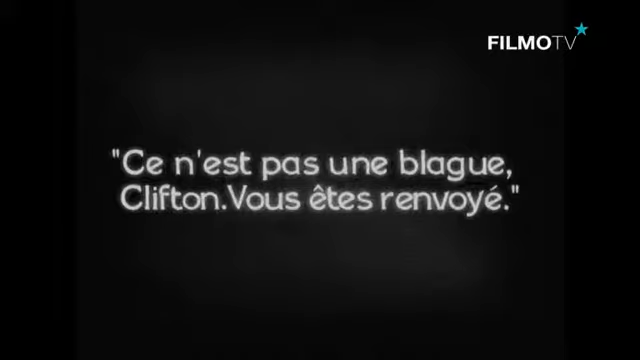 FILMOTV
"Ce n'est pas une blague,
Clifton.Vous êtes renvoyé."